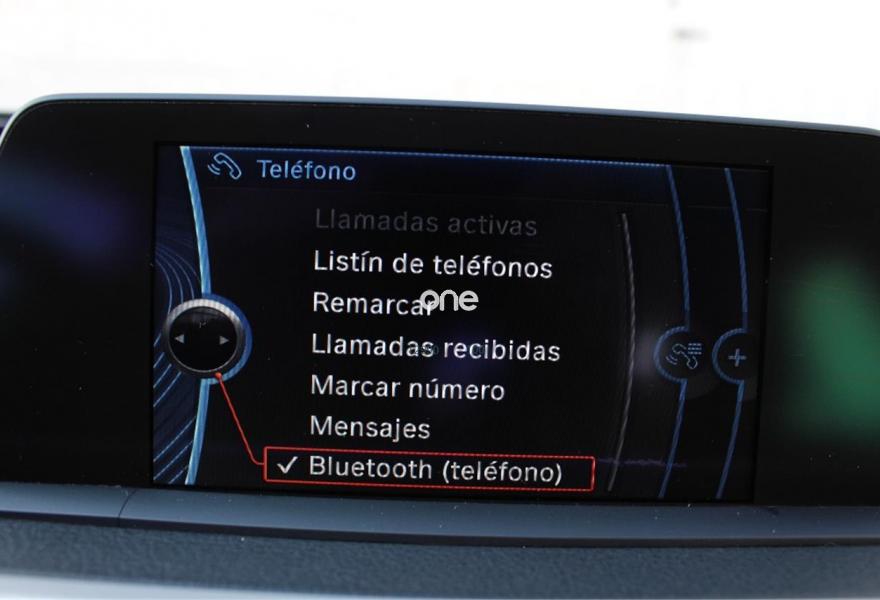 Teléfono
Llamadas activas
Listín de teléfonos
Remarcar
one
Llamadas recibidas
Marcar número
Mensajes
✓ Bluetooth (teléfono)